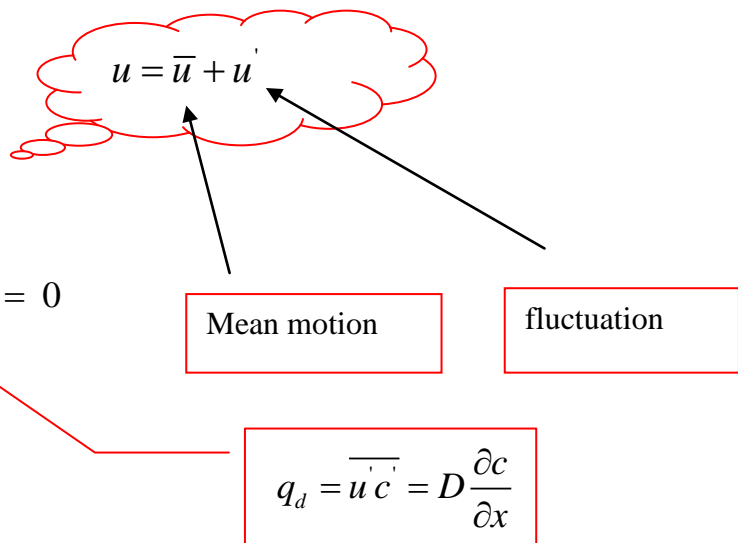 u = u̅ + u'
= 0
Mean motion
fluctuation
q_d = \overline{u'c'} = D ∂c/∂x